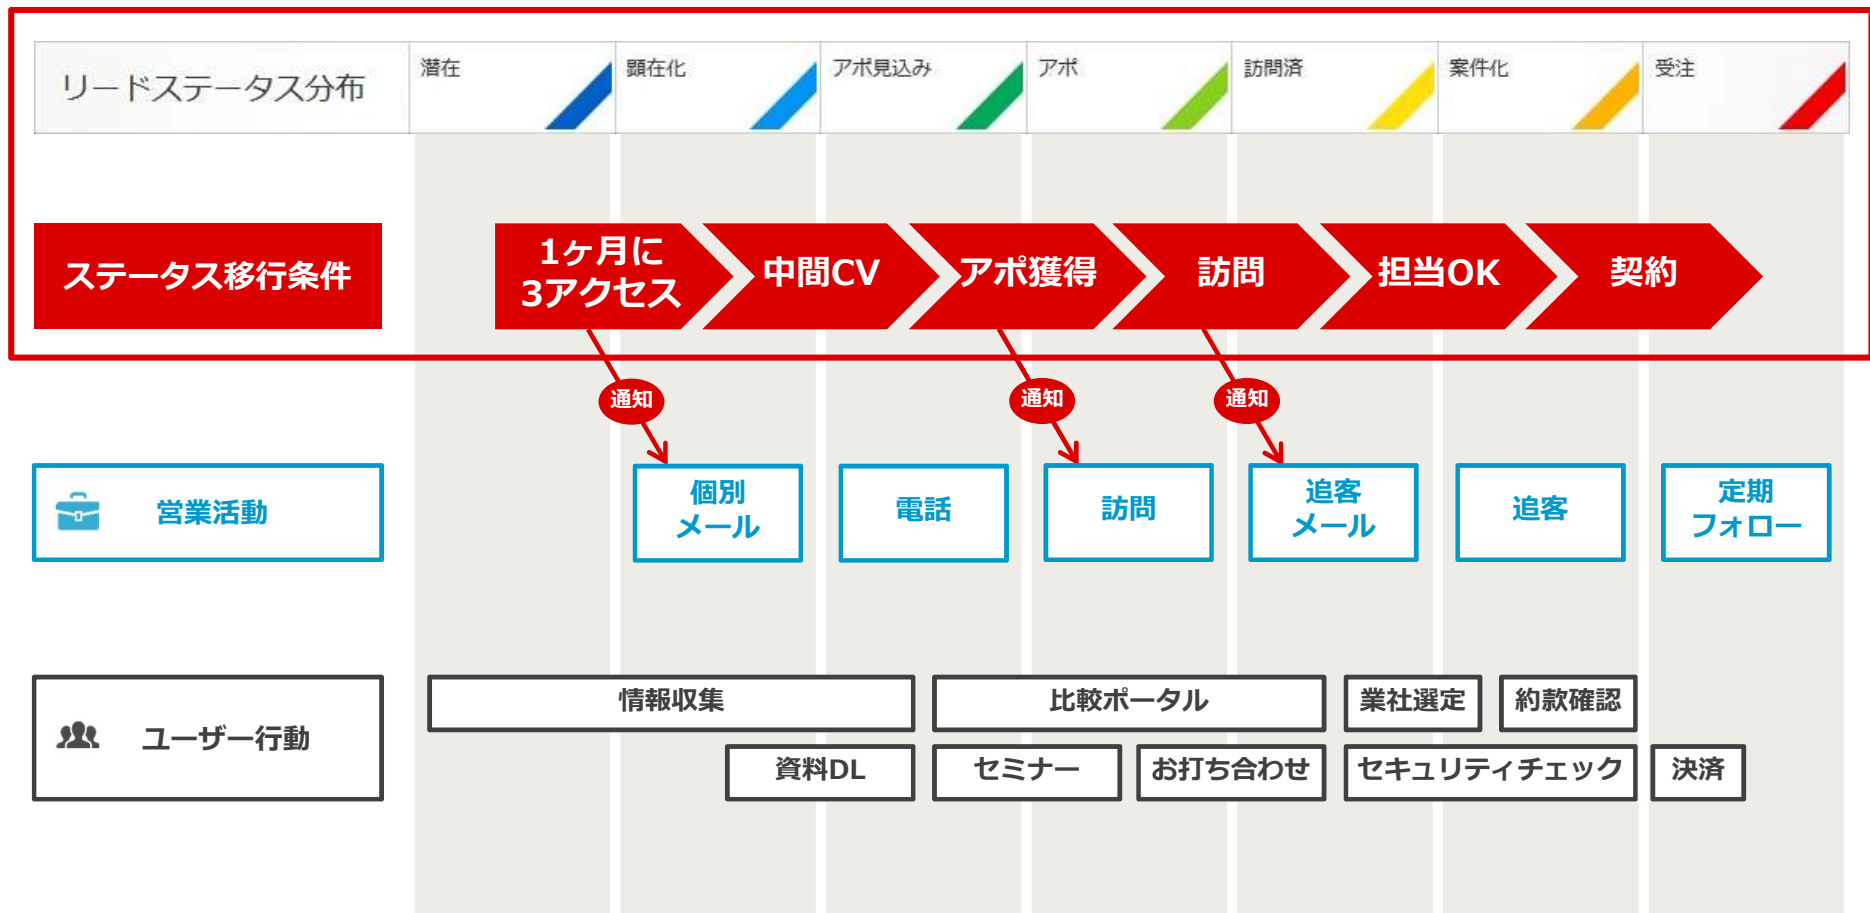 リードステータス分布
潜在
顕在化
アポ見込み
アポ
訪問済
案件化
受注
ステータス移行条件
1ヶ月に
3アクセス
中間CV
アポ獲得
訪問
担当OK
契約
通知
通知
通知
営業活動
個別
メール
電話
訪問
追客
メール
追客
定期
フォロー
ユーザー行動
情報収集
比較ポータル
業社選定
約款確認
資料DL
セミナー
お打ち合わせ
セキュリティチェック
決済